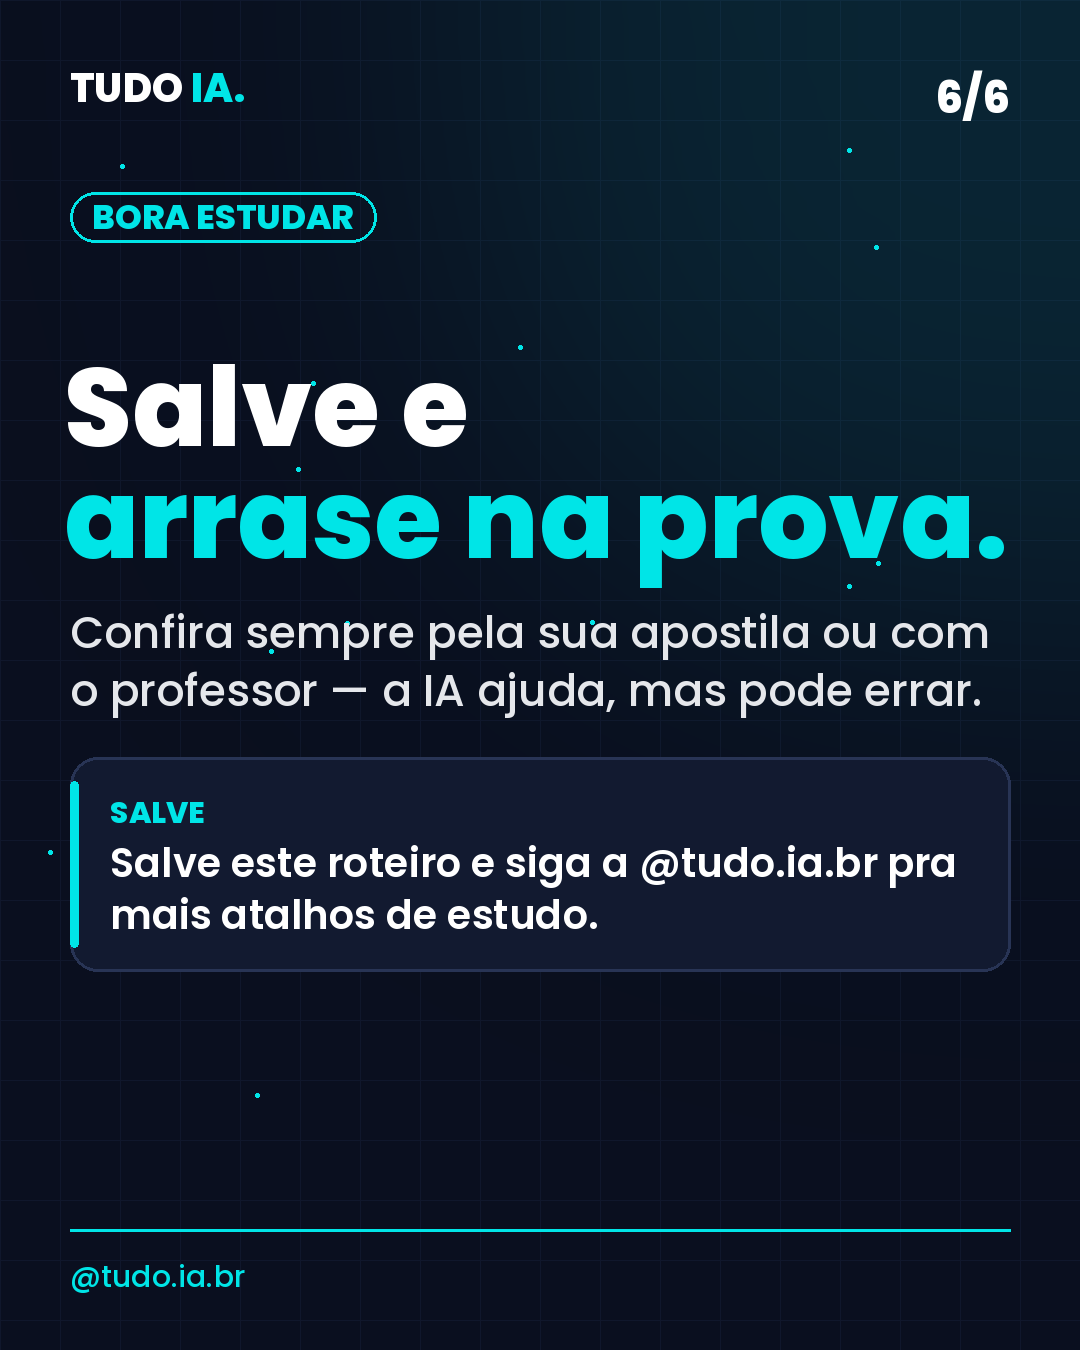 TUDO IA.
6/6
BORA ESTUDAR
Salve e
arrase na prova.
Confira sempre pela sua apostila ou com
o professor — a IA ajuda, mas pode errar.
SALVE
Salve este roteiro e siga a @tudo.ia.br pra
mais atalhos de estudo.
@tudo.ia.br